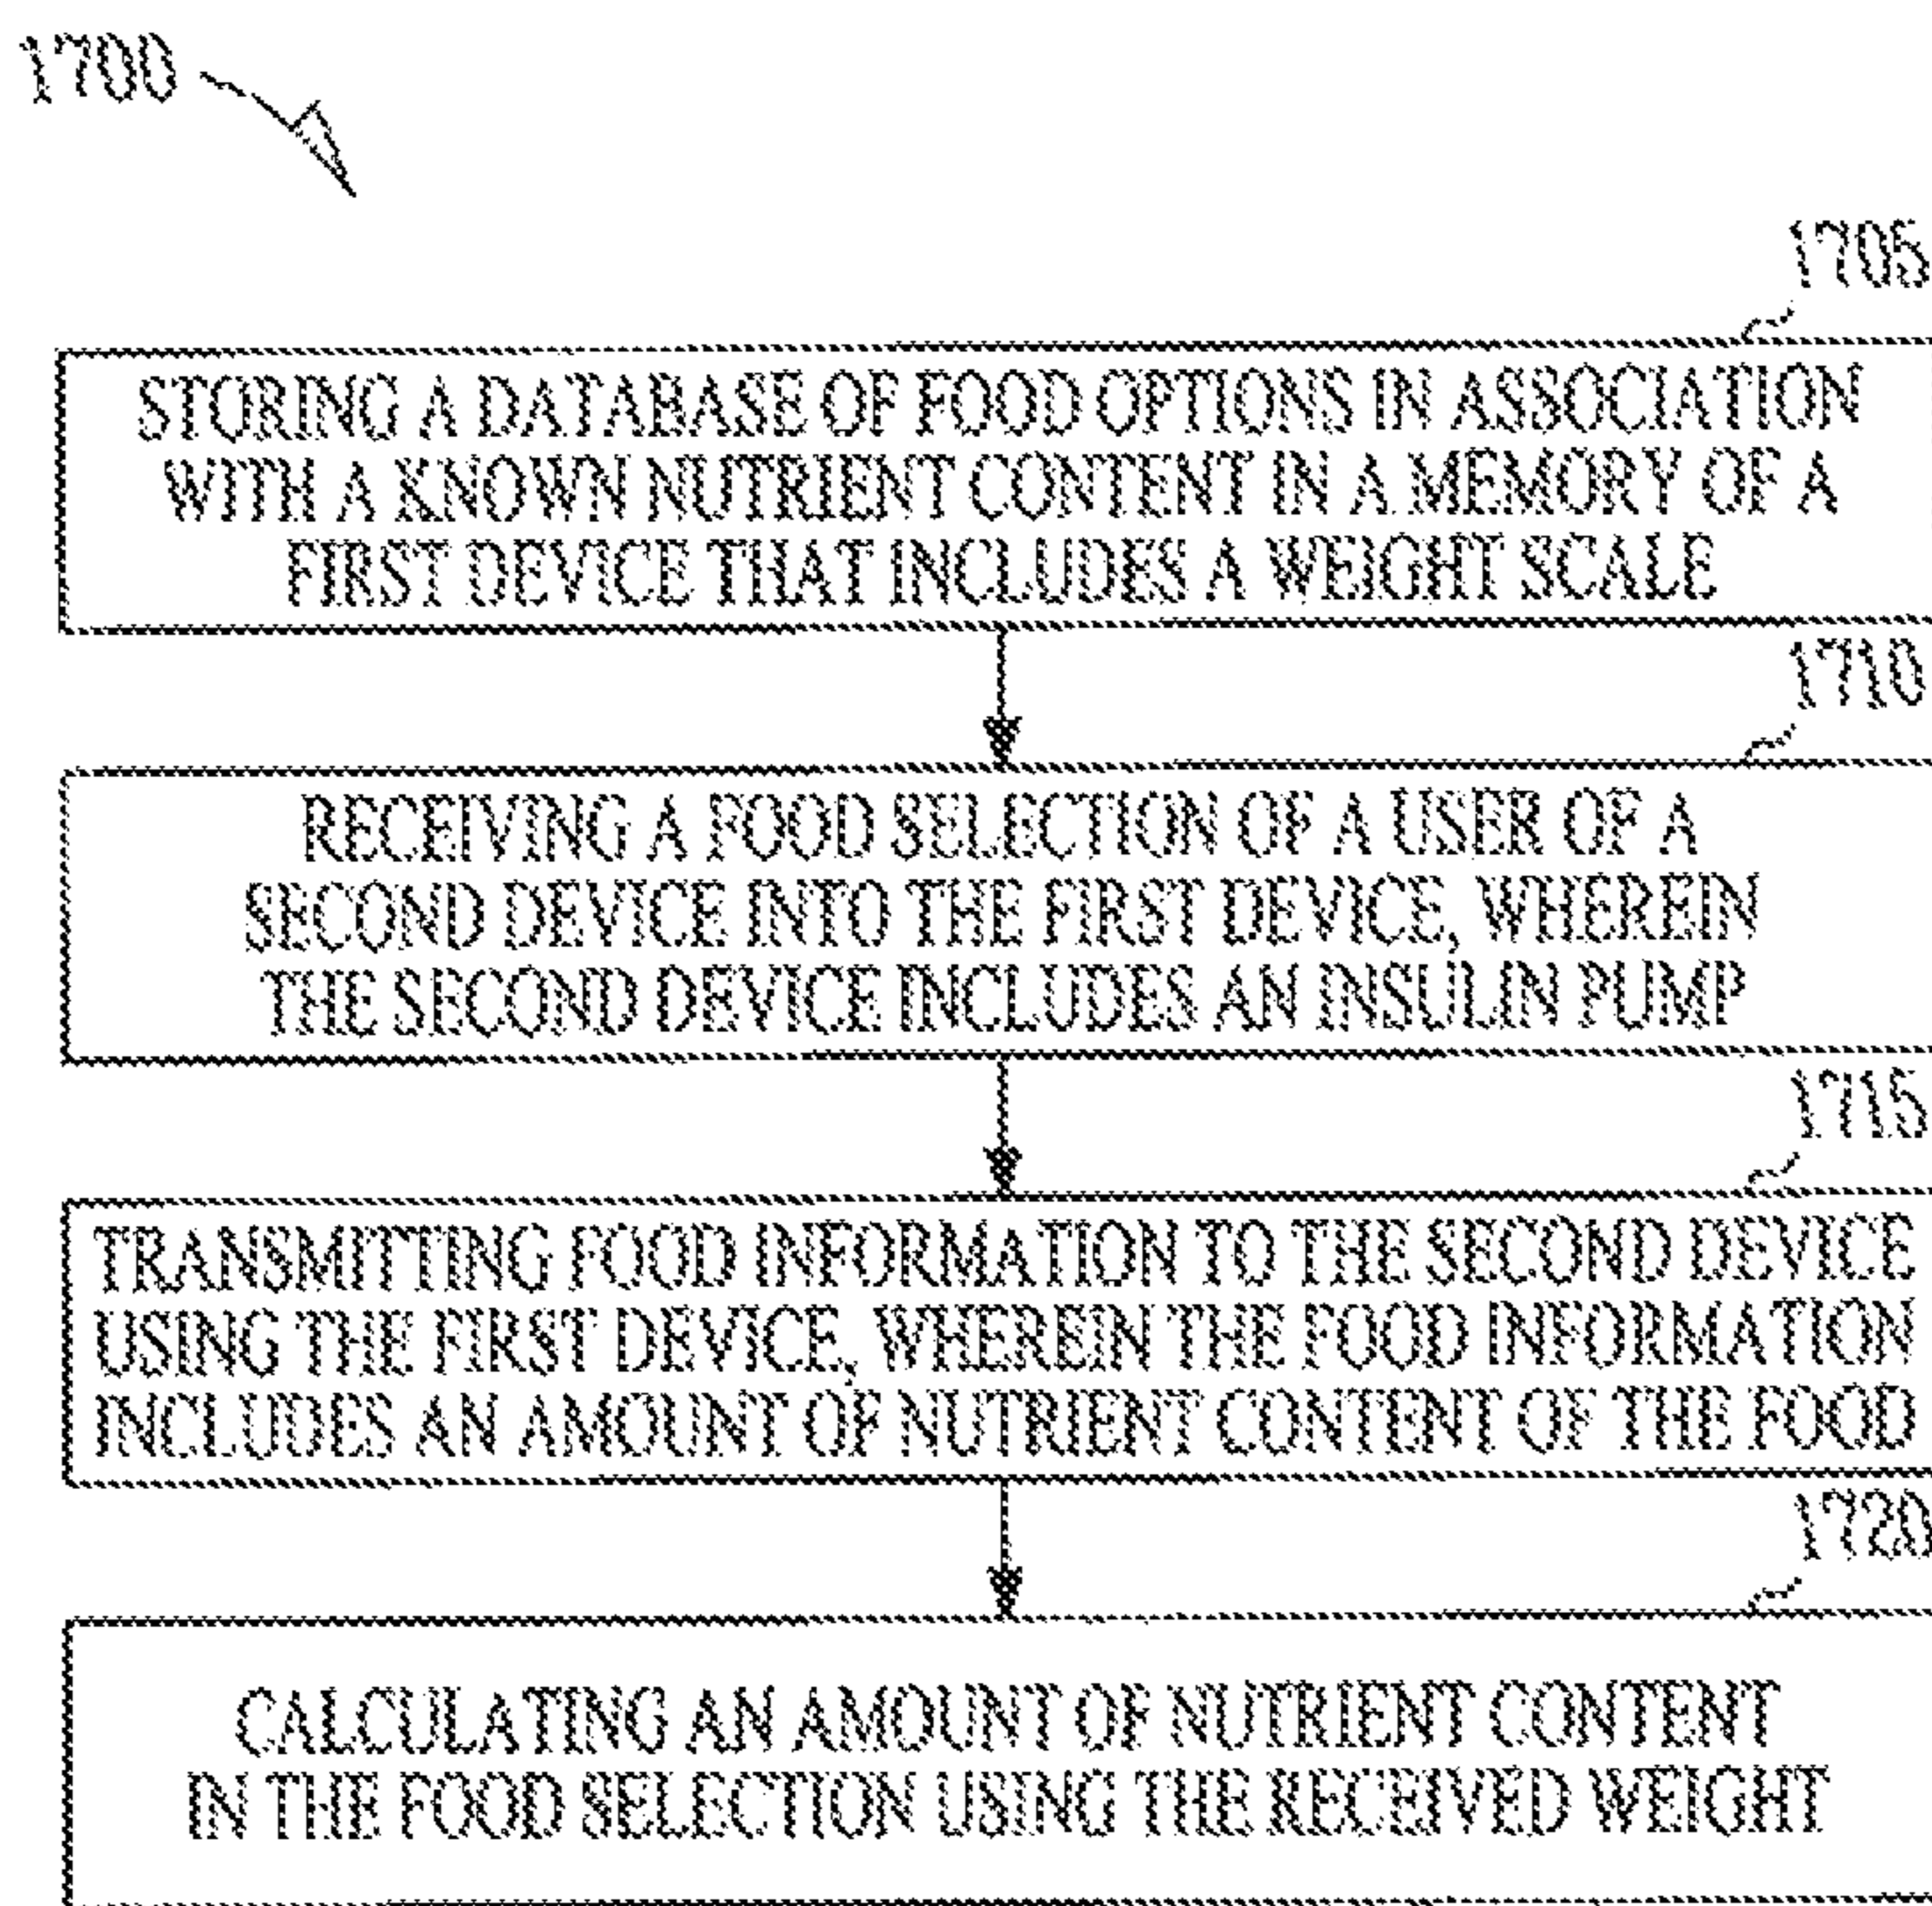 1700
1705
STORING A DATABASE OF FOOD OPTIONS IN ASSOCIATION
WITH A KNOWN NUTRIENT CONTENT IN A MEMORY OF A
FIRST DEVICE THAT INCLUDES A WEIGHT SCALE
1710
RECEIVING A FOOD SELECTION OF A USER OF A
SECOND DEVICE INTO THE FIRST DEVICE, WHEREIN
THE SECOND DEVICE INCLUDES AN INSULIN PUMP
1715
TRANSMITTING FOOD INFORMATION TO THE SECOND DEVICE
USING THE FIRST DEVICE, WHEREIN THE FOOD INFORMATION
INCLUDES AN AMOUNT OF NUTRIENT CONTENT OF THE FOOD
1720
CALCULATING AN AMOUNT OF NUTRIENT CONTENT
IN THE FOOD SELECTION USING THE RECEIVED WEIGHT